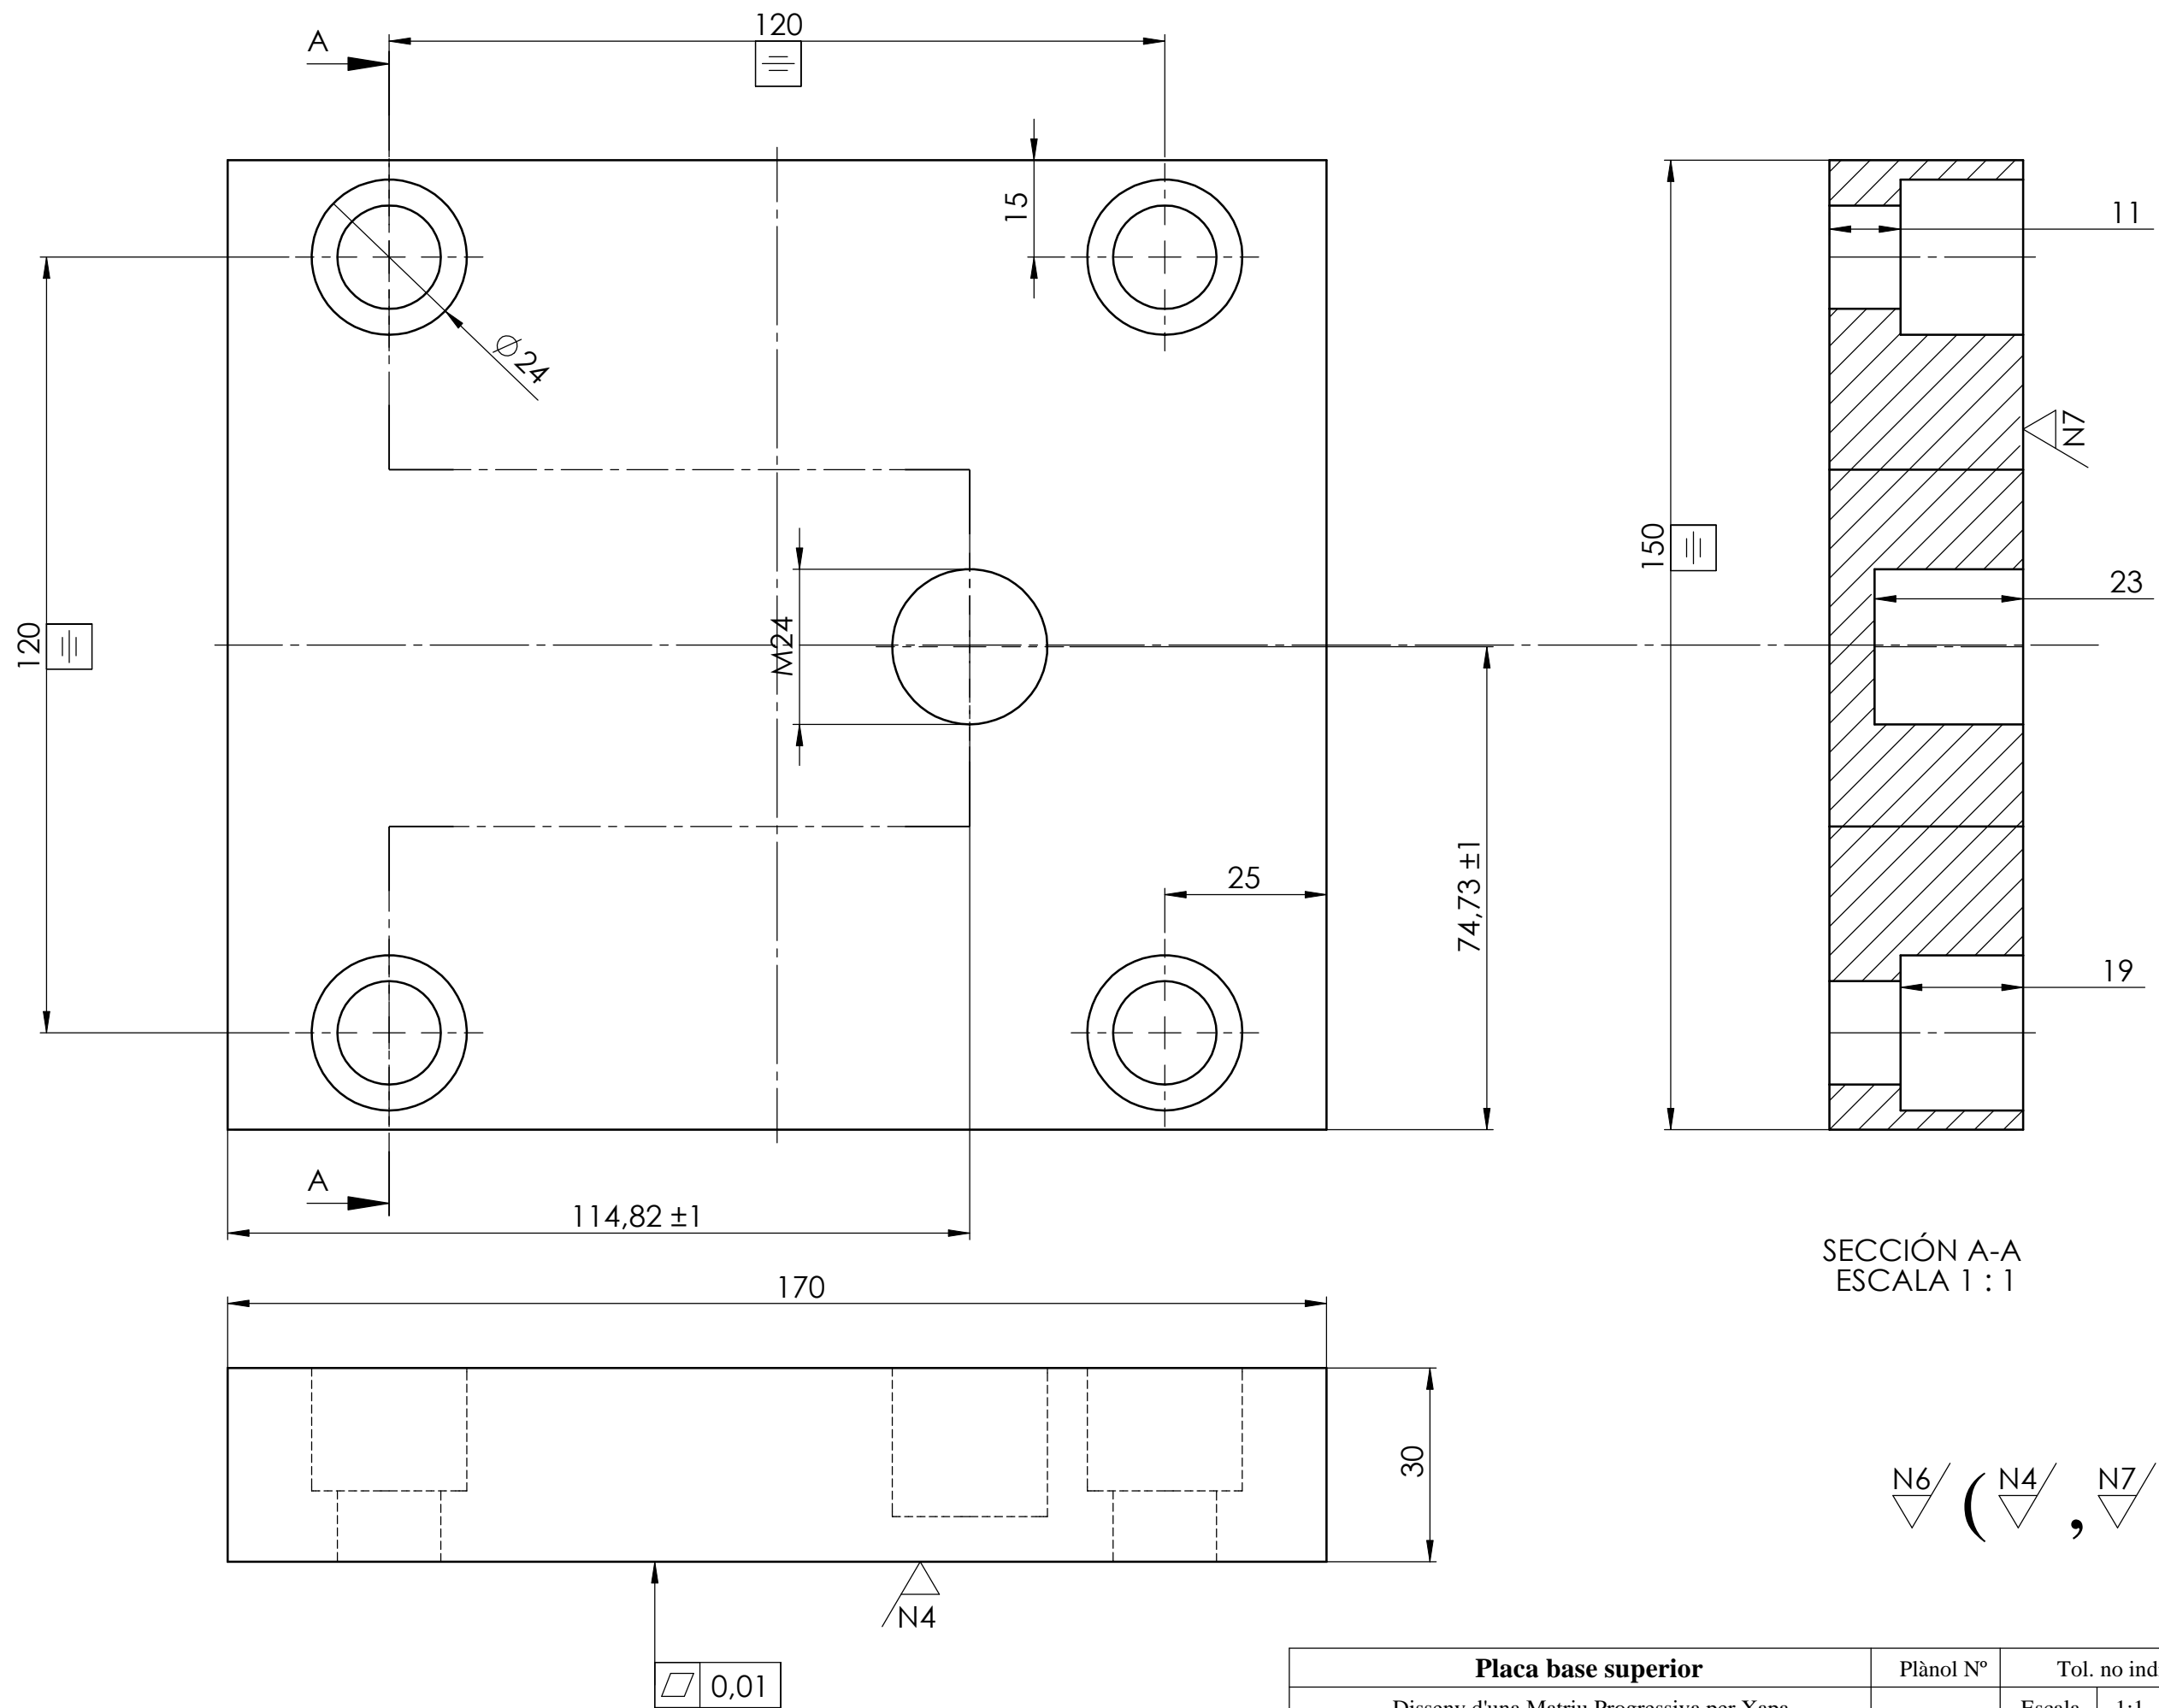 120
A
15
11
Ø24
N7
150
23
120
M24
74,73 ±1
25
19
A
114,82 ±1
SECCIÓN A-A
ESCALA 1 : 1
170
30
N6 ( N4 , N7
N4
0,01
Placa base superior
Plànol Nº
Tol. no ind
Escala
1:1